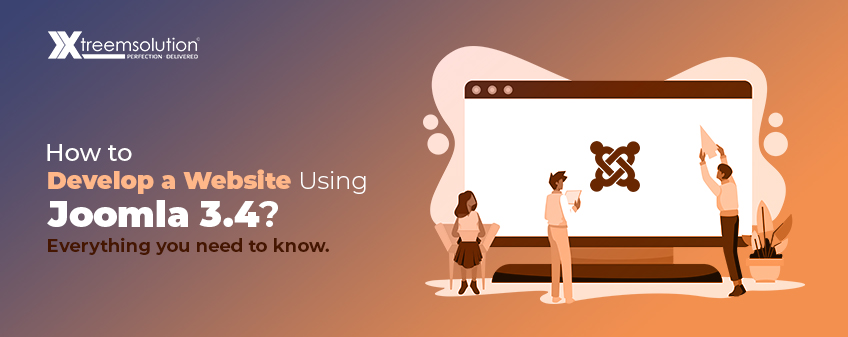 Xtreemsolution®
PERFECTION DELIVERED
How to
Develop a Website Using
Joomla 3.4?
Everything you need to know.